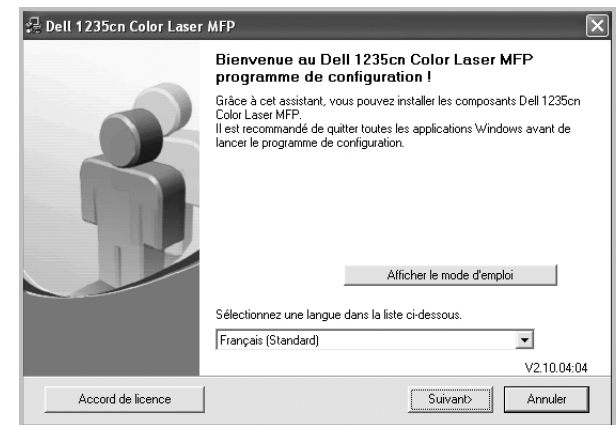 Dell 1235cn Color Laser MFP
Bienvenue au Dell 1235cn Color Laser MFP
programme de configuration !
Grâce à cet assistant, vous pouvez installer les composants Dell 1235cn
Color Laser MFP.
Il est recommandé de quitter toutes les applications Windows avant de
lancer le programme de configuration.
Afficher le mode d'emploi
Sélectionnez une langue dans la liste ci-dessous.
Français (Standard)
V2.10.04:04
Accord de licence
Suivant>
Annuler